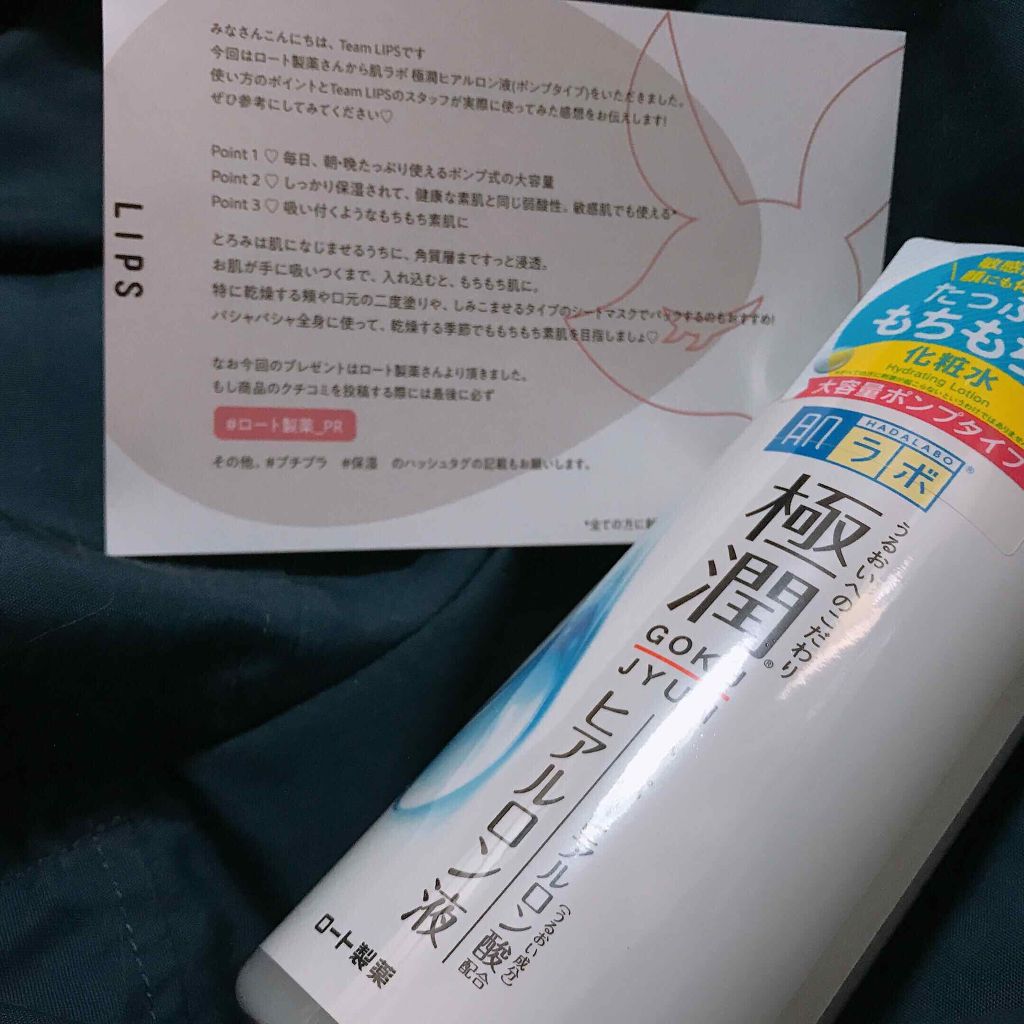 LIPS
みなさんこんにちは、Team LIPSです
今回はロート製薬さんから肌ラボ 極潤ヒアルロン液(ポンプタイプ)をいただきました。
使い方のポイントとTeam LIPSのスタッフが実際に使ってみた感想をお伝えします!
ぜひ参考にしてみてください♡
Point 1 ♡ 毎日、朝・晩たっぷり使えるポンプ式の大容量
Point 2 ♡ しっかり保湿されて、健康な素肌と同じ弱酸性。敏感肌でも使える*
Point 3 ♡ 吸い付くようなもちもち素肌に
とろみは肌になじませるうちに、角質層まですっと浸透。
お肌が手に吸いつくまで、入れ込むと、もちもち肌に。
特に乾燥する頬や口元の二度塗りや、しみこませるタイプのシートマスクでパックするのもおすすめ!
バシャバシャ全身に使って、乾燥する季節でももちもち素肌を目指しましょ♡
なお今回のプレゼントはロート製薬さんより頂きました。
もし商品のクチコミを投稿する際には最後に必ず
#ロート製薬_PR
その他、#プチプラ #保湿 のハッシュタグの記載もお願いします。
*全ての方に
敏感
肌にも
たっぷ
もちもち
化粧水
Hydrating Lotion
大容量ポンプタイプ
肌ラボ®
HADALABO
うるおいへのこだわり
極潤®
GOKU
JYU
ヒアルロン液
ヒアルロン酸(うるおい成分)配合
ロート製薬